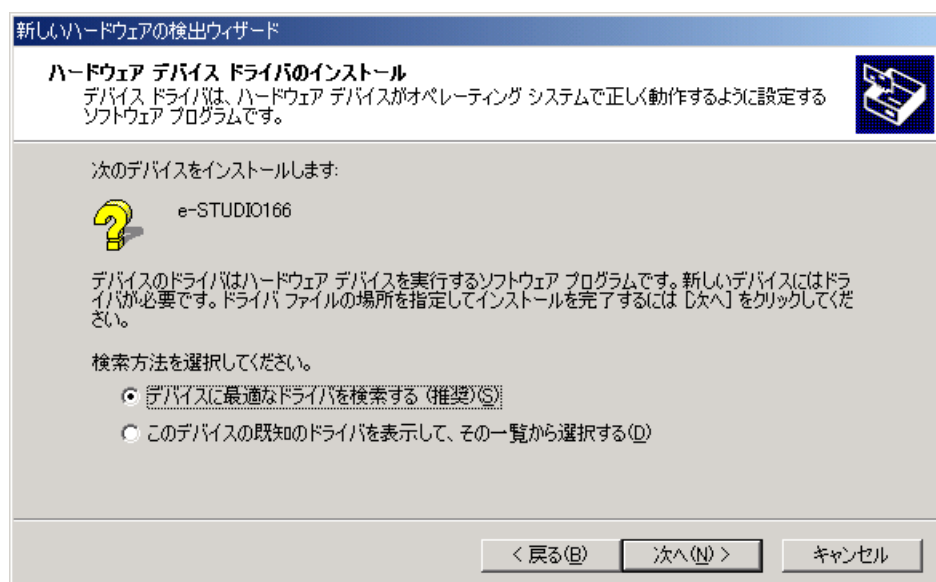 新しいハードウェアの検出ウィザード
ハードウェア デバイス ドライバのインストール
デバイス ドライバは、ハードウェア デバイスがオペレーティング システムで正しく動作するように設定する
ソフトウェア プログラムです。
次のデバイスをインストールします:
e-STUDIO166
デバイスのドライバはハードウェア デバイスを実行するソフトウェア プログラムです。新しいデバイスにはドラ
イバが必要です。ドライバ ファイルの場所を指定してインストールを完了するには [次へ] をクリックしてくだ
さい。
検索方法を選択してください。
デバイスに最適なドライバを検索する (推奨)(S)
このデバイスの既知のドライバを表示して、その一覧から選択する(D)
< 戻る(B) 次へ(N) > キャンセル